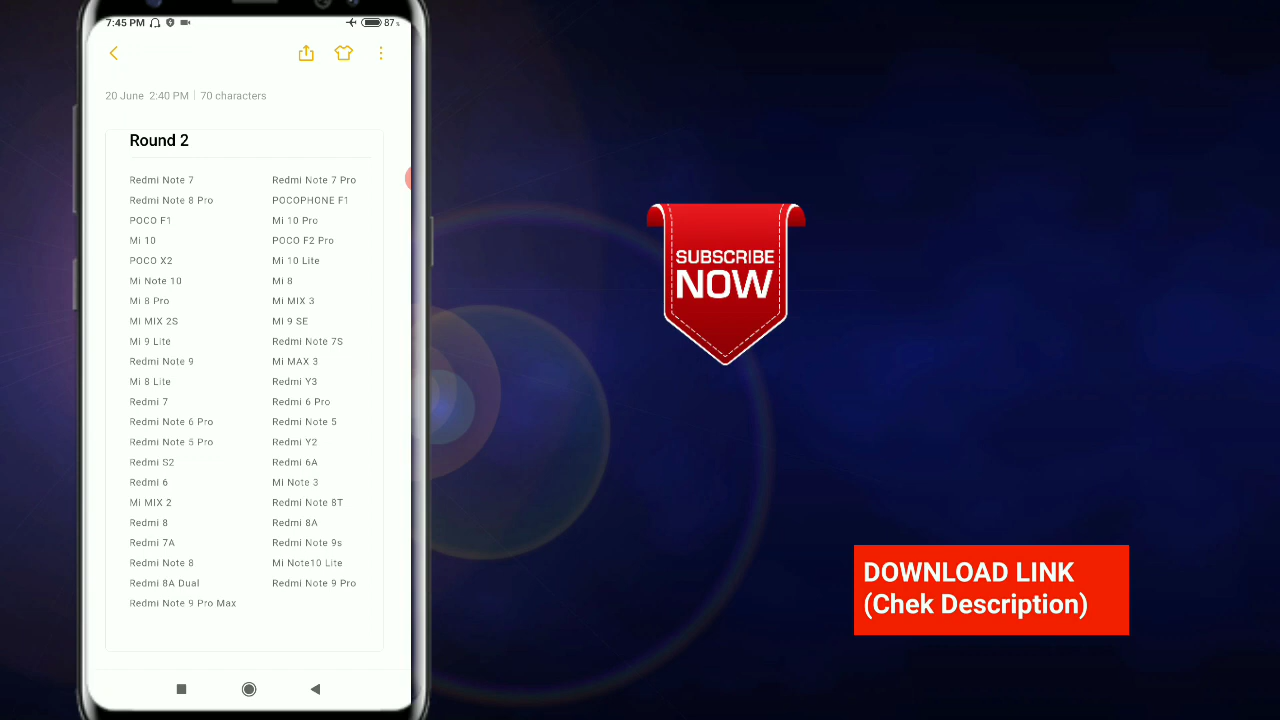 7:45 PM 87%
20 June 2:40 PM | 70 characters
Round 2
Redmi Note 7 Redmi Note 7 Pro
Redmi Note 8 Pro POCOPHONE F1
POCO F1 Mi 10 Pro
Mi 10 POCO F2 Pro
POCO X2 Mi 10 Lite
Mi Note 10 Mi 8
Mi 8 Pro Mi MIX 3
Mi MIX 2S Mi 9 SE
Mi 9 Lite Redmi Note 7S
Redmi Note 9 Mi MAX 3
Mi 8 Lite Redmi Y3
Redmi 7 Redmi 6 Pro
Redmi Note 6 Pro Redmi Note 5
Redmi Note 5 Pro Redmi Y2
Redmi S2 Redmi 6A
Redmi 6 Mi Note 3
Mi MIX 2 Redmi Note 8T
Redmi 8 Redmi 8A
Redmi 7A Redmi Note 9s
Redmi Note 8 Mi Note10 Lite
Redmi 8A Dual Redmi Note 9 Pro
Redmi Note 9 Pro Max
SUBSCRIBE
NOW
DOWNLOAD LINK
(Chek Description)